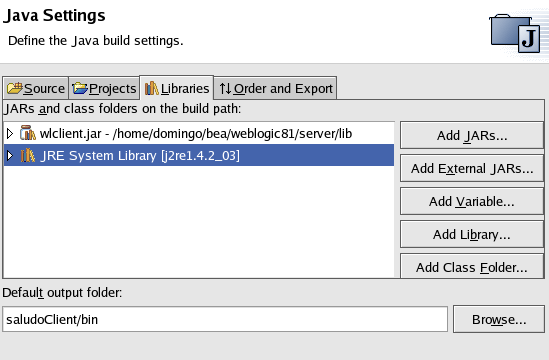 Java Settings
Define the Java build settings.
Source Projects Libraries Order and Export
JARs and class folders on the build path:
wlclient.jar - /home/domingo/bea/weblogic81/server/lib
JRE System Library [j2re1.4.2_03]
Add JARs...
Add External JARs...
Add Variable...
Add Library...
Add Class Folder...
Default output folder:
saludoClient/bin
Browse...